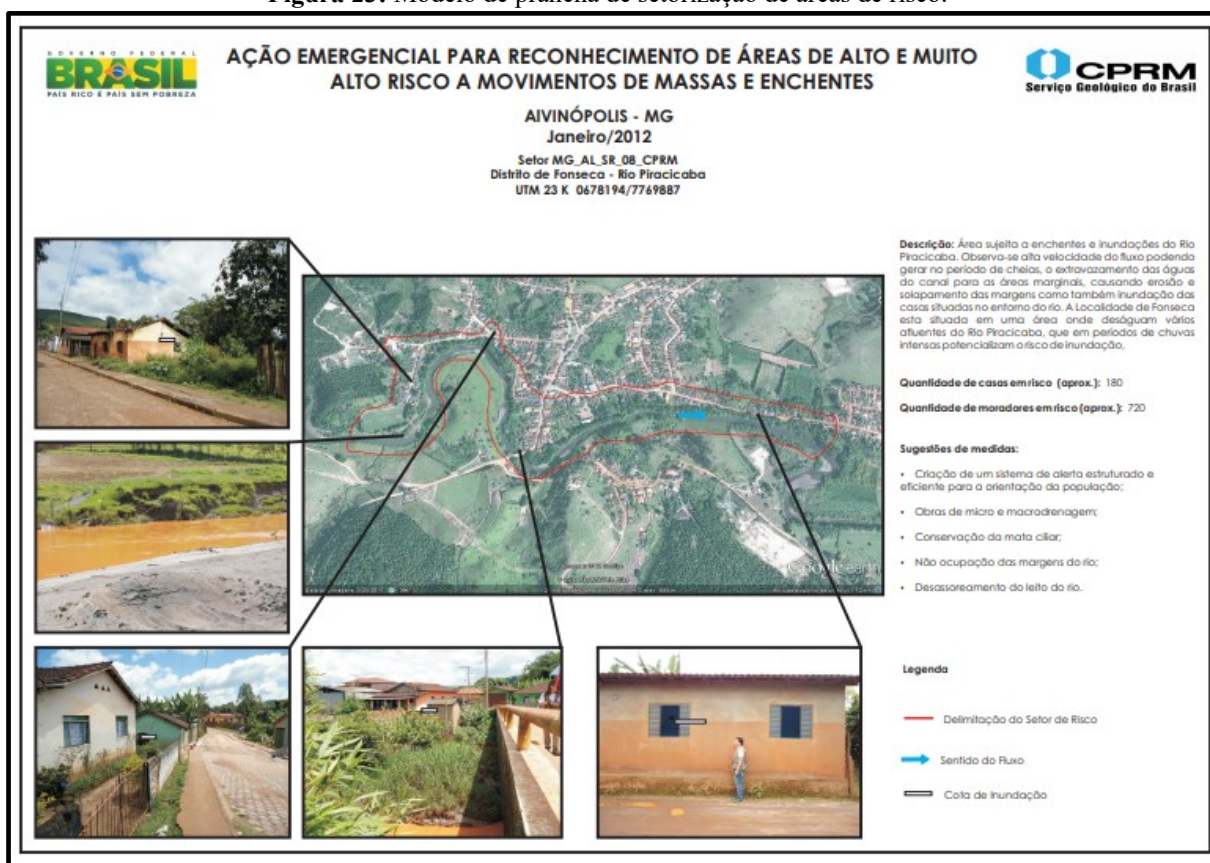 Figura 25: Modelo de prancha de setorização de áreas de risco.
GOVERNO FEDERAL
BRASIL
PAÍS RICO É PAÍS SEM POBREZA
AÇÃO EMERGENCIAL PARA RECONHECIMENTO DE ÁREAS DE ALTO E MUITO
ALTO RISCO A MOVIMENTOS DE MASSAS E ENCHENTES
AlVINÓPOLIS - MG
Janeiro/2012
Setor MG_AL_SR_08_CPRM
Distrito de Fonseca - Rio Piracicaba
UTM 23 K 0678194/7769887
CPRM
Serviço Geológico do Brasil
Descrição: Área sujeita a enchentes e inundações do Rio
Piracicaba. Observa-se alta velocidade do fluxo podendo
gerar no período de cheias, o extravazamento das águas
do canal para as áreas marginais, causando erosão e
solapamento das margens como também inundação das
casas situadas no entorno do rio. A Localidade de Fonseca
esta situada em uma área onde deságuam vários
afluentes do Rio Piracicaba, que em períodos de chuvas
intensas potencializam o risco de inundação,
Quantidade de casas em risco (aprox.): 180
Quantidade de moradores em risco (aprox.): 720
Sugestões de medidas:
• Criação de um sistema de alerta estruturado e
eficiente para a orientação da população;
• Obras de micro e macrodrenagem;
• Conservação da mata ciliar;
• Não ocupação das margens do rio;
• Desassoreamento do leito do rio.
Google earth
Legenda
Delimitação do Setor de Risco
Sentido do Fluxo
Cota de Inundação